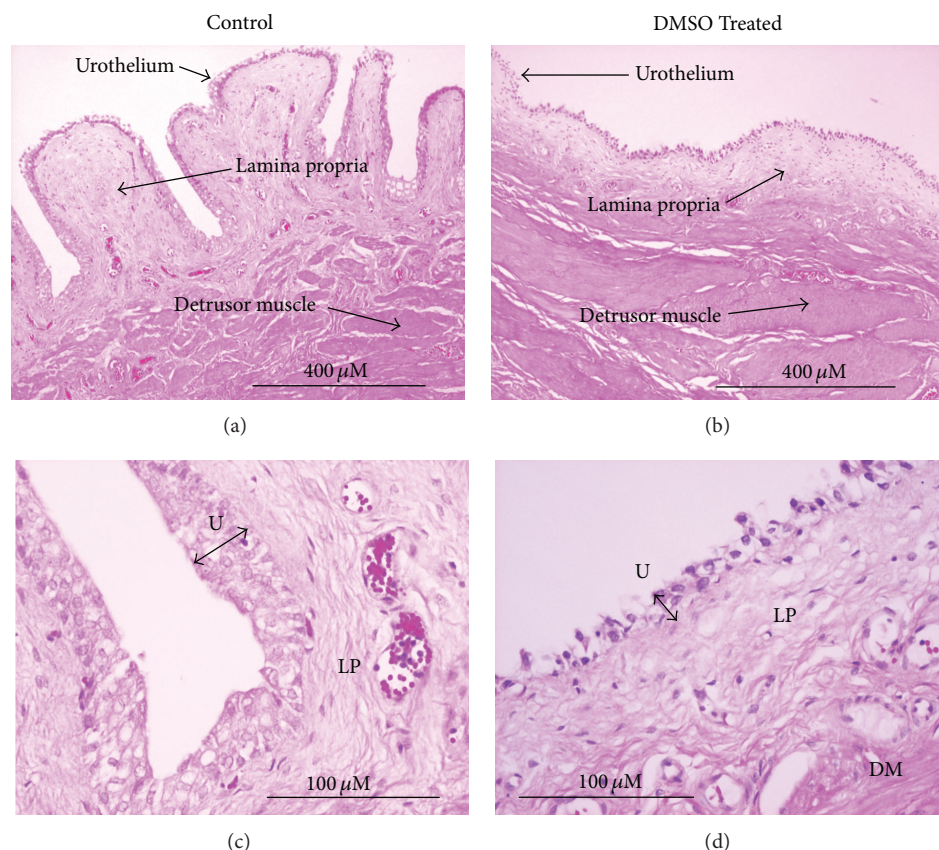 Control
DMSO Treated
Urothelium
Lamina propria
Detrusor muscle
400 μM
(a)
Urothelium
Lamina propria
Detrusor muscle
400 μM
(b)
U
LP
100 μM
(c)
U
LP
DM
100 μM
(d)